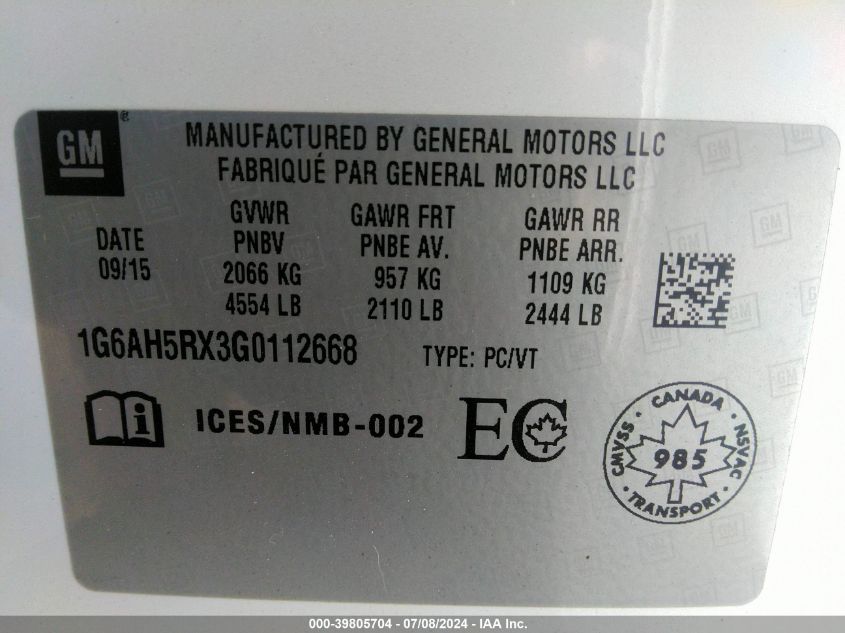 GM ®
MANUFACTURED BY GENERAL MOTORS LLC
FABRIQUÉ PAR GENERAL MOTORS LLC
DATE
09/15
GVWR
PNBV
2066 KG
4554 LB
GAWR FRT
PNBE AV.
957 KG
2110 LB
GAWR RR
PNBE ARR.
1109 KG
2444 LB
1G6AH5RX3G0112668
TYPE: PC/VT
i
ICES/NMB-002
EC
CANADA
CMVSS
985
NSVAC
TRANSPORT
000-39805704 - 07/08/2024 - IAA Inc.